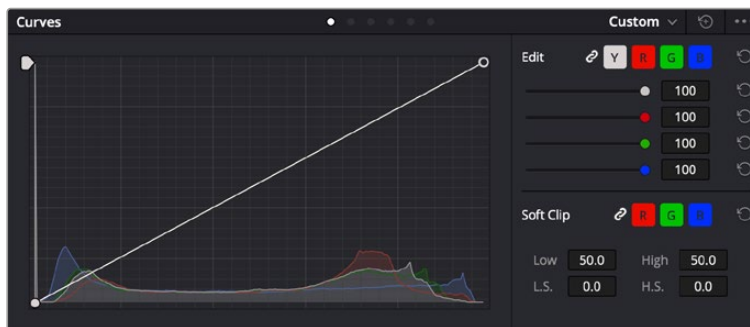 Curves
Custom
Edit
Y R G B
100
100
100
100
Soft Clip
R G B
Low 50.0 High 50.0
L.S. 0.0 H.S. 0.0